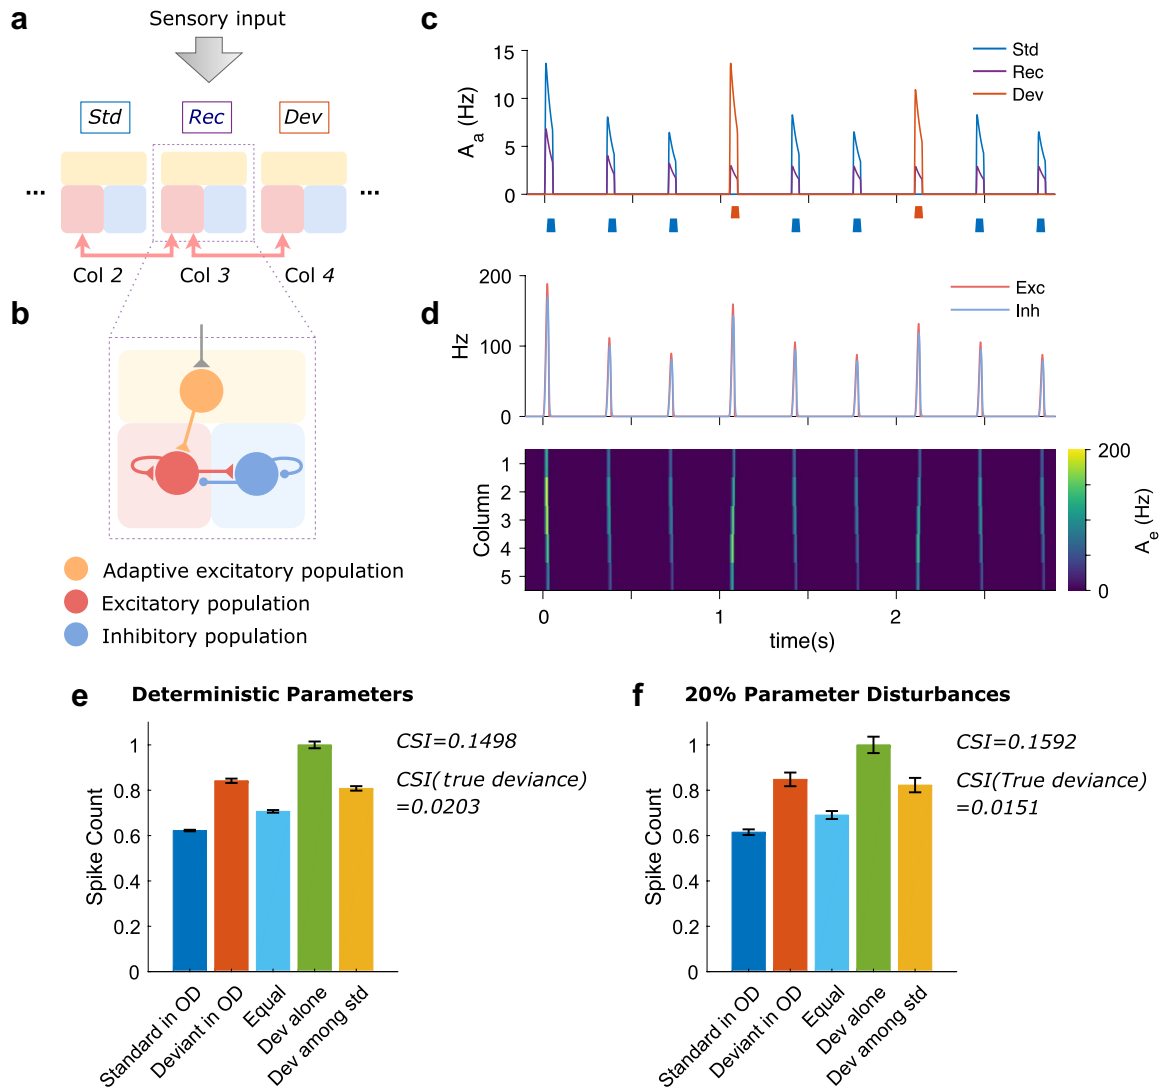 a
Sensory input
Std
Rec
Dev
...
...
Col 2
Col 3
Col 4
b
Adaptive excitatory population
Excitatory population
Inhibitory population
c
15
10
5
0
A_a (Hz)
Std
Rec
Dev
d
200
100
0
Hz
Exc
Inh
1
2
3
4
5
Column
0
1
2
time(s)
200
0
A_e (Hz)
e
Deterministic Parameters
1
0.8
0.6
0.4
0.2
0
Spike Count
CSI=0.1498
CSI(true deviance)
=0.0203
Standard in OD
Deviant in OD
Equal
Dev alone
Dev among std
f
20% Parameter Disturbances
1
0.8
0.6
0.4
0.2
0
Spike Count
CSI=0.1592
CSI(True deviance)
=0.0151
Standard in OD
Deviant in OD
Equal
Dev alone
Dev among std